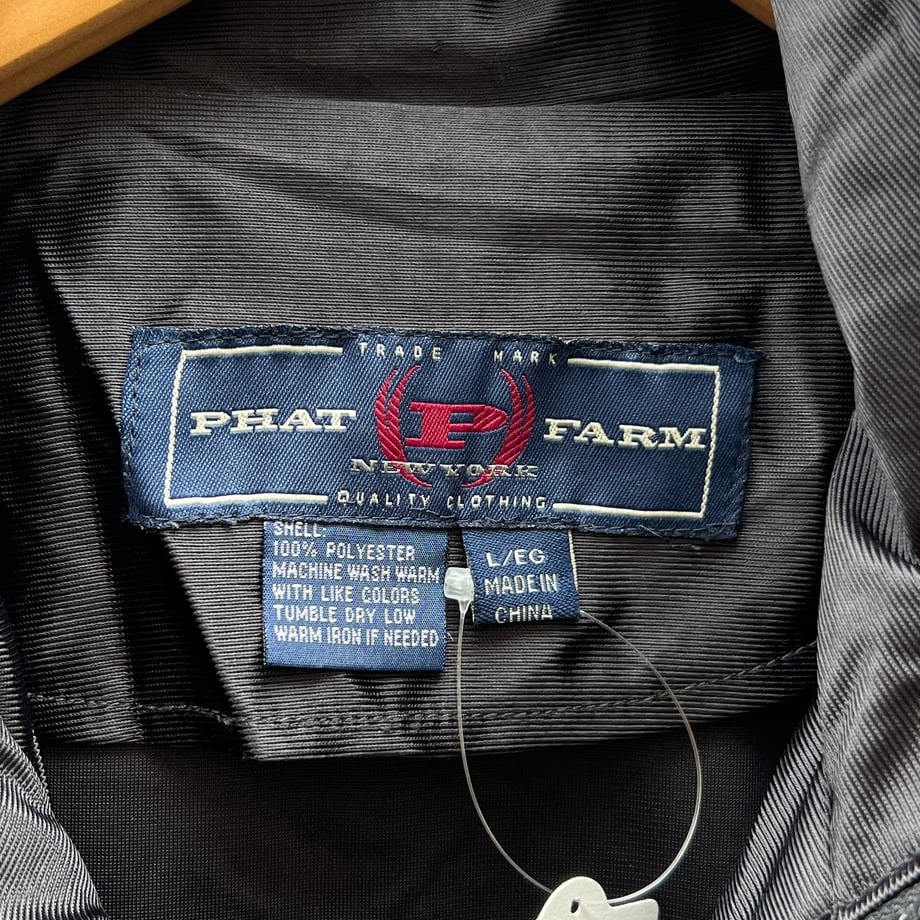 TRADE MARK
PHAT P FARM
NEW YORK
QUALITY CLOTHING
SHELL:
100% POLYESTER
MACHINE WASH WARM
WITH LIKE COLORS
TUMBLE DRY LOW
WARM IRON IF NEEDED
L/EG
MADE IN
CHINA